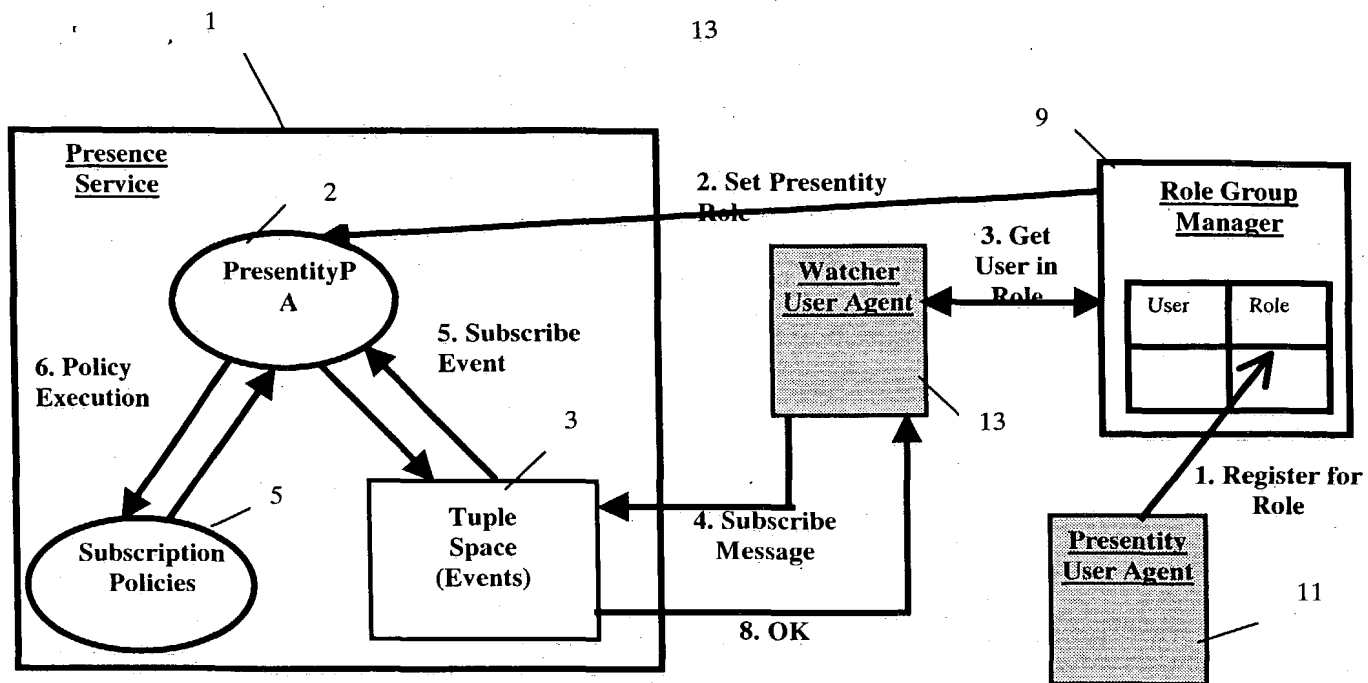 1
13
9
Presence
Service
2
2. Set Presentity
Role
Role Group
Manager
PresentityP
A
Watcher
User Agent
3. Get
User in
Role
User
Role
5. Subscribe
Event
6. Policy
Execution
3
13
5
1. Register for
Role
Tuple
Space
(Events)
4. Subscribe
Message
Subscription
Policies
Presentity
User Agent
11
8. OK